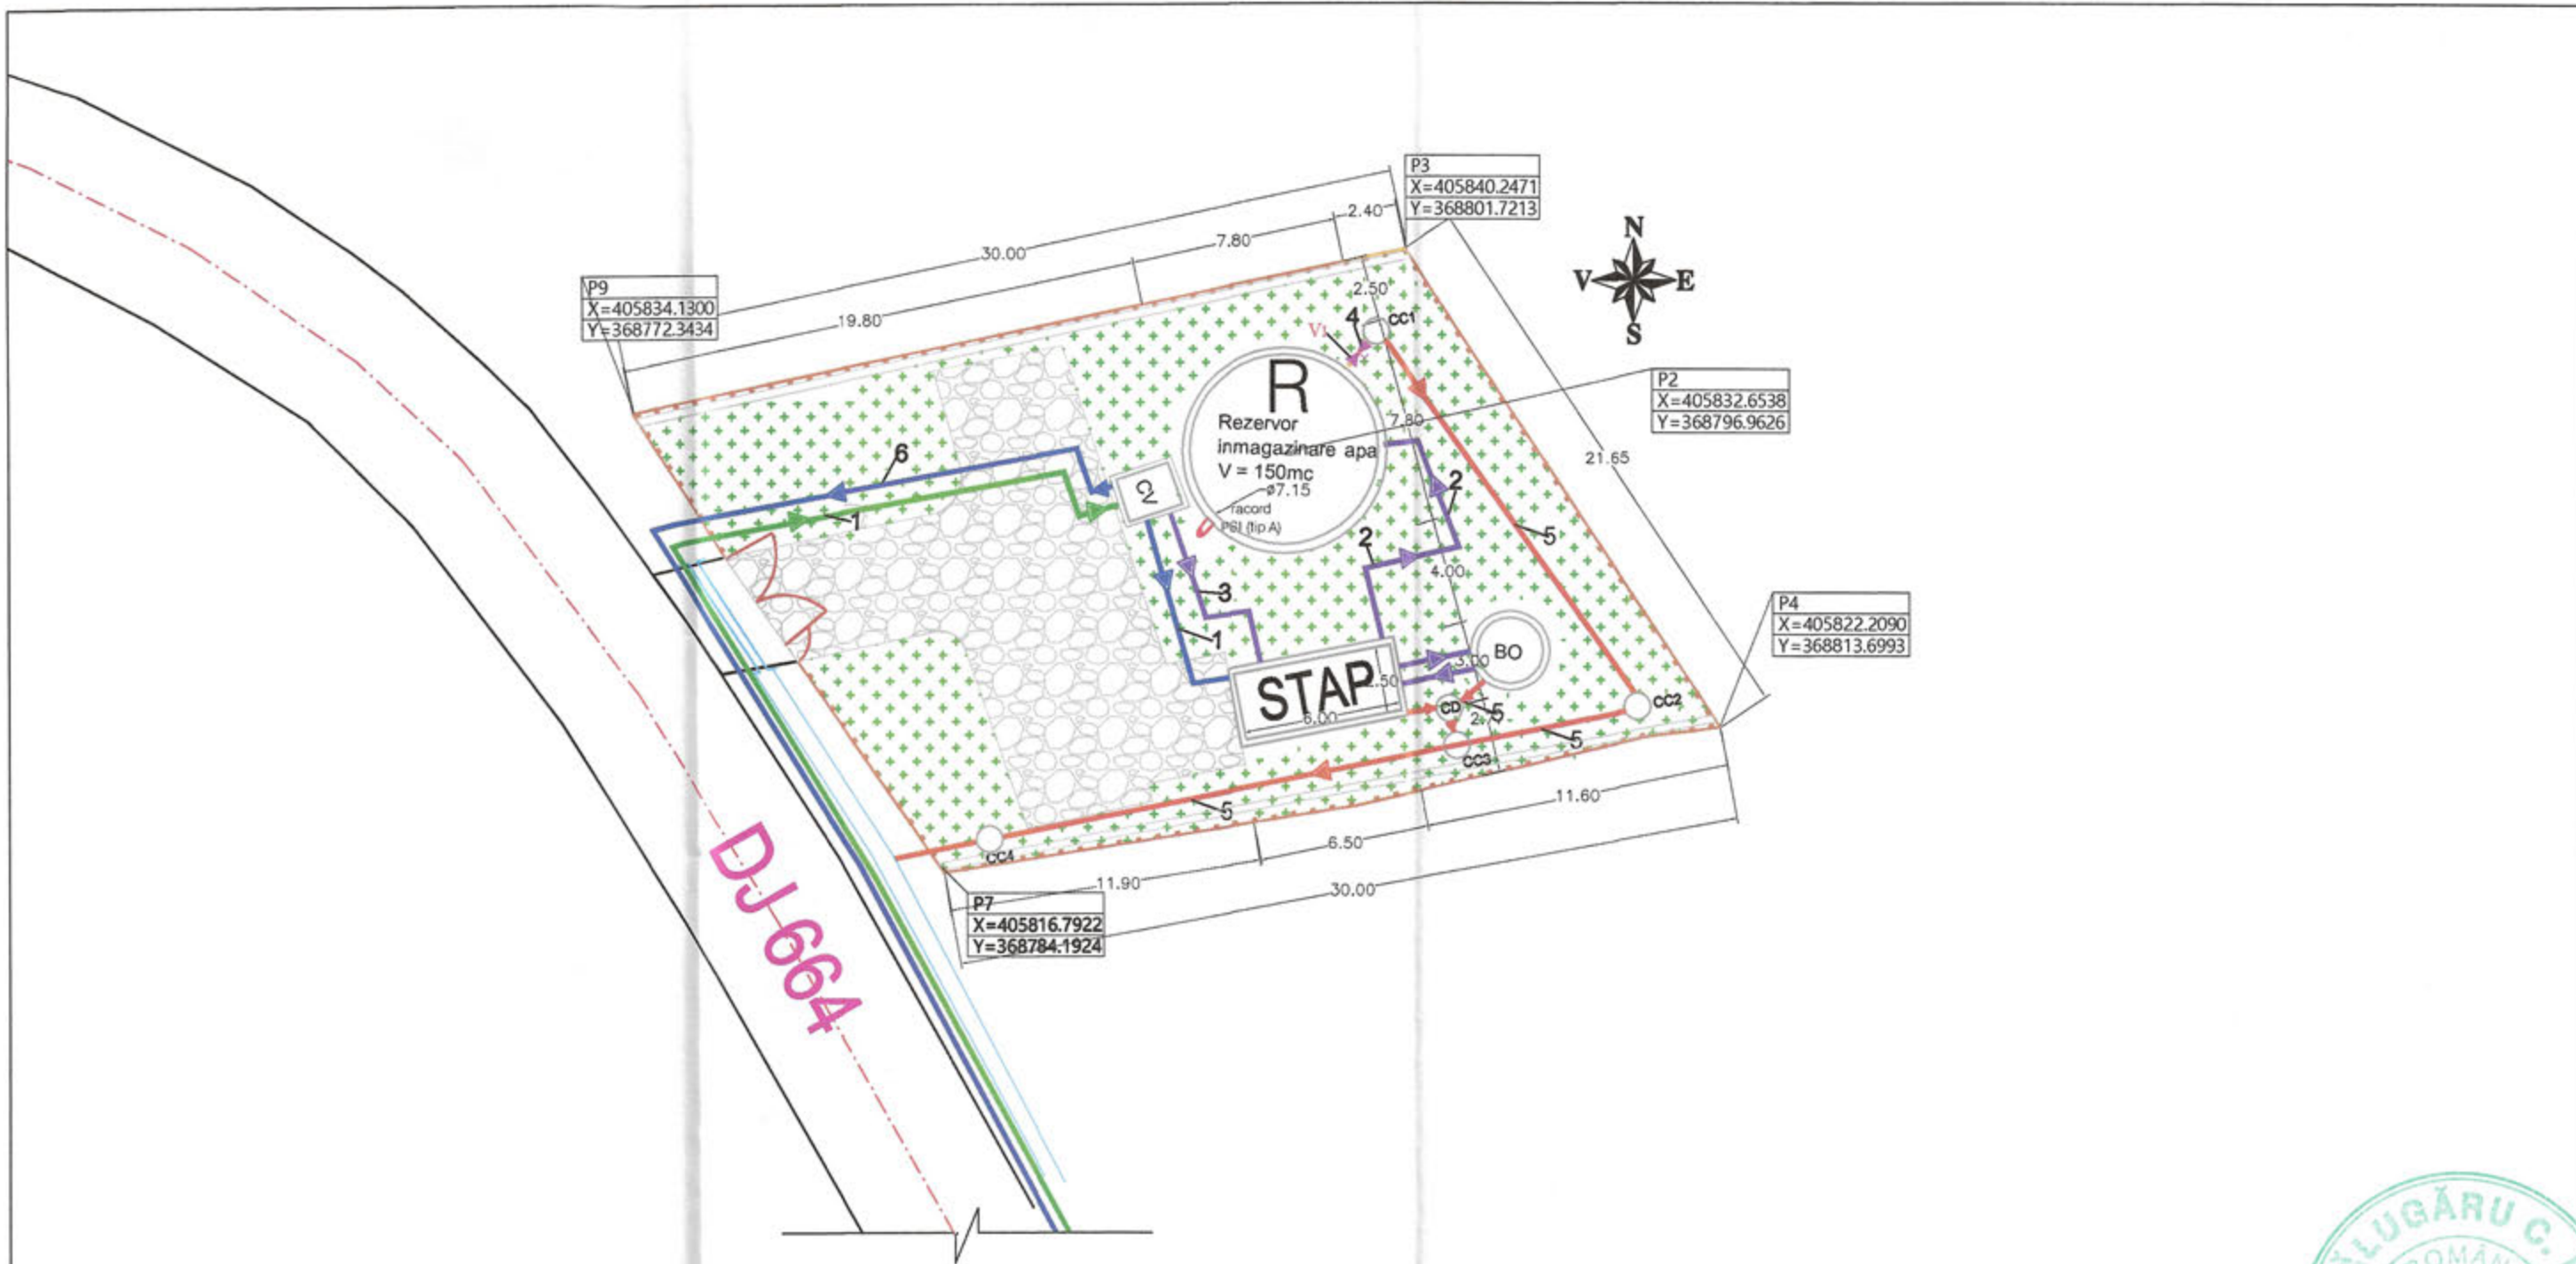 P3
X=405840.2471
Y=368801.7213
2.40
7.80
30.00
N
V E
S
P9
X=405834.1300
Y=368772.3434
19.80
2.50
4
CC1
V1
R
Rezervor
inmagazinare apa
V = 150mc
ø7.15
racord
PSI (tip A)
7.80
P2
X=405832.6538
Y=368796.9626
21.65
6
CV
1
2
2
5
4.00
3
1
P4
X=405822.2090
Y=368813.6993
BO
3.00
STAP
2.50
6.00
CD
5
CC2
5
CC3
5
11.60
6.50
CC4
11.90
30.00
P7
X=405816.7922
Y=368784.1924
DJ 664
LUGĂRU C.